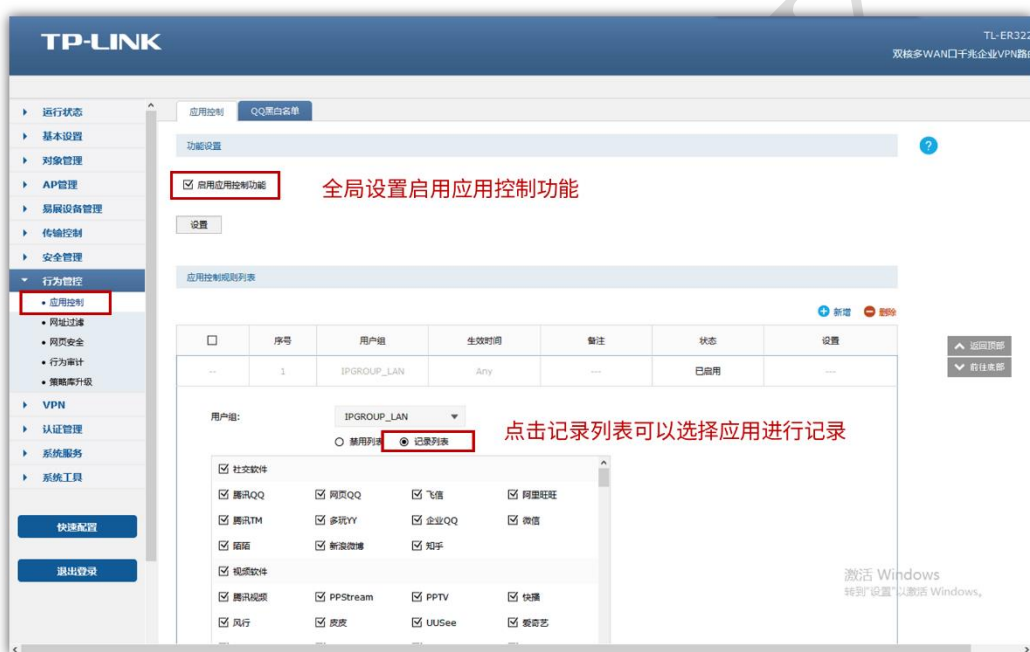 TP-LINK
TL-ER322
双核多WAN口千兆企业VPN路由
运行状态
基本设置
对象管理
AP管理
易展设备管理
传输控制
安全管理
行为管控
应用控制
网址过滤
网页安全
行为审计
策略库升级
VPN
认证管理
系统服务
系统工具
快速配置
退出登录
应用控制 QQ黑白名单
功能设置
启用应用控制功能
全局设置启用应用控制功能
设置
应用控制规则列表
新增 删除
序号 用户组 生效时间 备注 状态 设置
-- 1 IPGROUP_LAN Any --- 已启用 ---
返回顶部
前往底部
用户组: IPGROUP_LAN
禁用列表 记录列表
点击记录列表可以选择应用进行记录
社交软件
腾讯QQ 网页QQ 飞信 阿里旺旺
腾讯TM 多玩YY 企业QQ 微信
陌陌 新浪微博 知乎
视频软件
腾讯视频 PPStream PPTV 快播
风行 皮皮 UUSee 爱奇艺
激活 Windows
转到"设置"以激活 Windows。